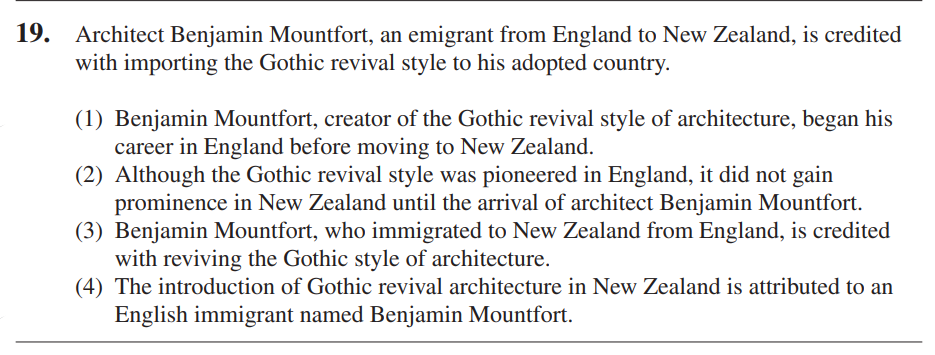 19. Architect Benjamin Mountfort, an emigrant from England to New Zealand, is credited
with importing the Gothic revival style to his adopted country.
(1) Benjamin Mountfort, creator of the Gothic revival style of architecture, began his
career in England before moving to New Zealand.
(2) Although the Gothic revival style was pioneered in England, it did not gain
prominence in New Zealand until the arrival of architect Benjamin Mountfort.
(3) Benjamin Mountfort, who immigrated to New Zealand from England, is credited
with reviving the Gothic style of architecture.
(4) The introduction of Gothic revival architecture in New Zealand is attributed to an
English immigrant named Benjamin Mountfort.